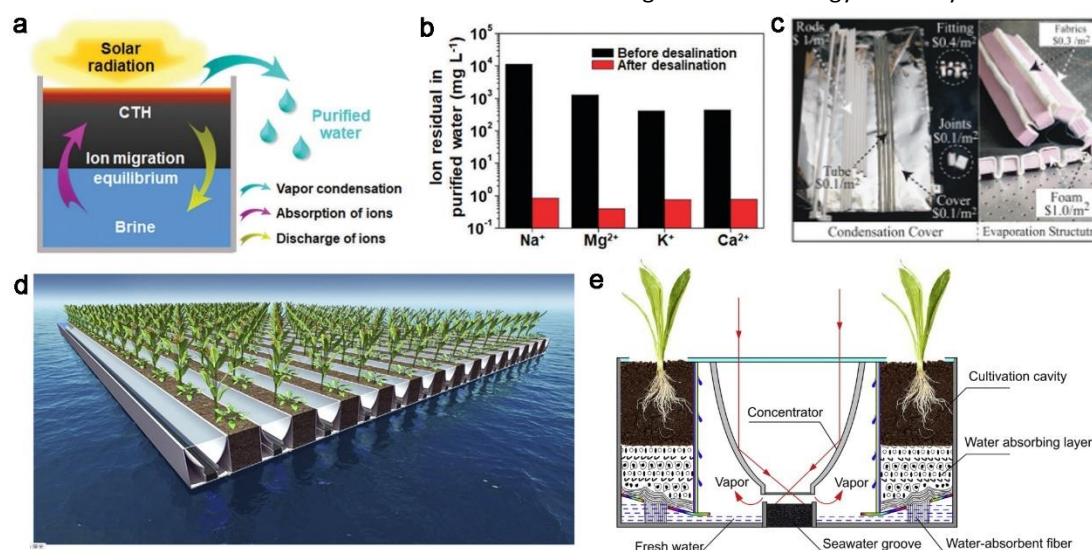 a
Solar
radiation
CTH
Ion migration
equilibrium
Brine
Purified
water
Vapor condensation
Absorption of ions
Discharge of ions
b
Ion residual in
purified water (mg L⁻¹)
10⁵
10⁴
10³
10²
10¹
10⁰
10⁻¹
Before desalination
After desalination
Na⁺ Mg²⁺ K⁺ Ca²⁺
c
Rods
$1/m²
Fitting
$0.4/m²
Joints
$0.1/m²
Tube
$0.1/m²
Cover
$0.1/m²
Condensation Cover
Fabrics
$0.3/m²
Foam
$1.0/m²
Evaporation Structutre
d
e
Cultivation cavity
Concentrator
Water absorbing layer
Vapor Vapor
Fresh water
Seawater groove
Water-absorbent fiber